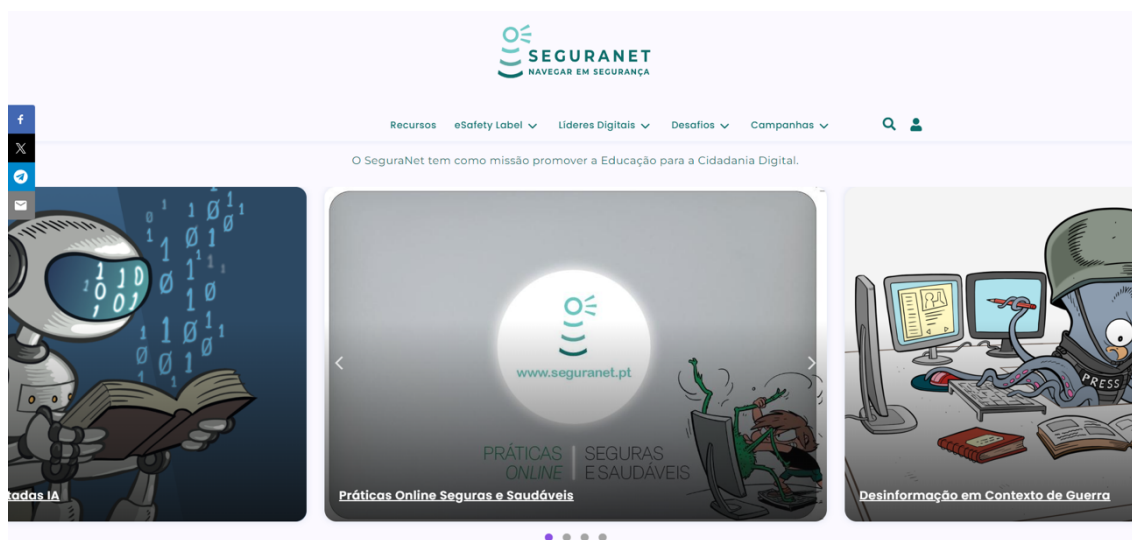 SEGURANET
NAVEGAR EM SEGURANÇA
Recursos eSafety Label Líderes Digitais Desafios Campanhas
O SeguraNet tem como missão promover a Educação para a Cidadania Digital.
www.seguranet.pt
PRÁTICAS ONLINE | SEGURAS E SAUDÁVEIS
PRESS
tadas IA
Práticas Online Seguras e Saudáveis
Desinformação em Contexto de Guerra